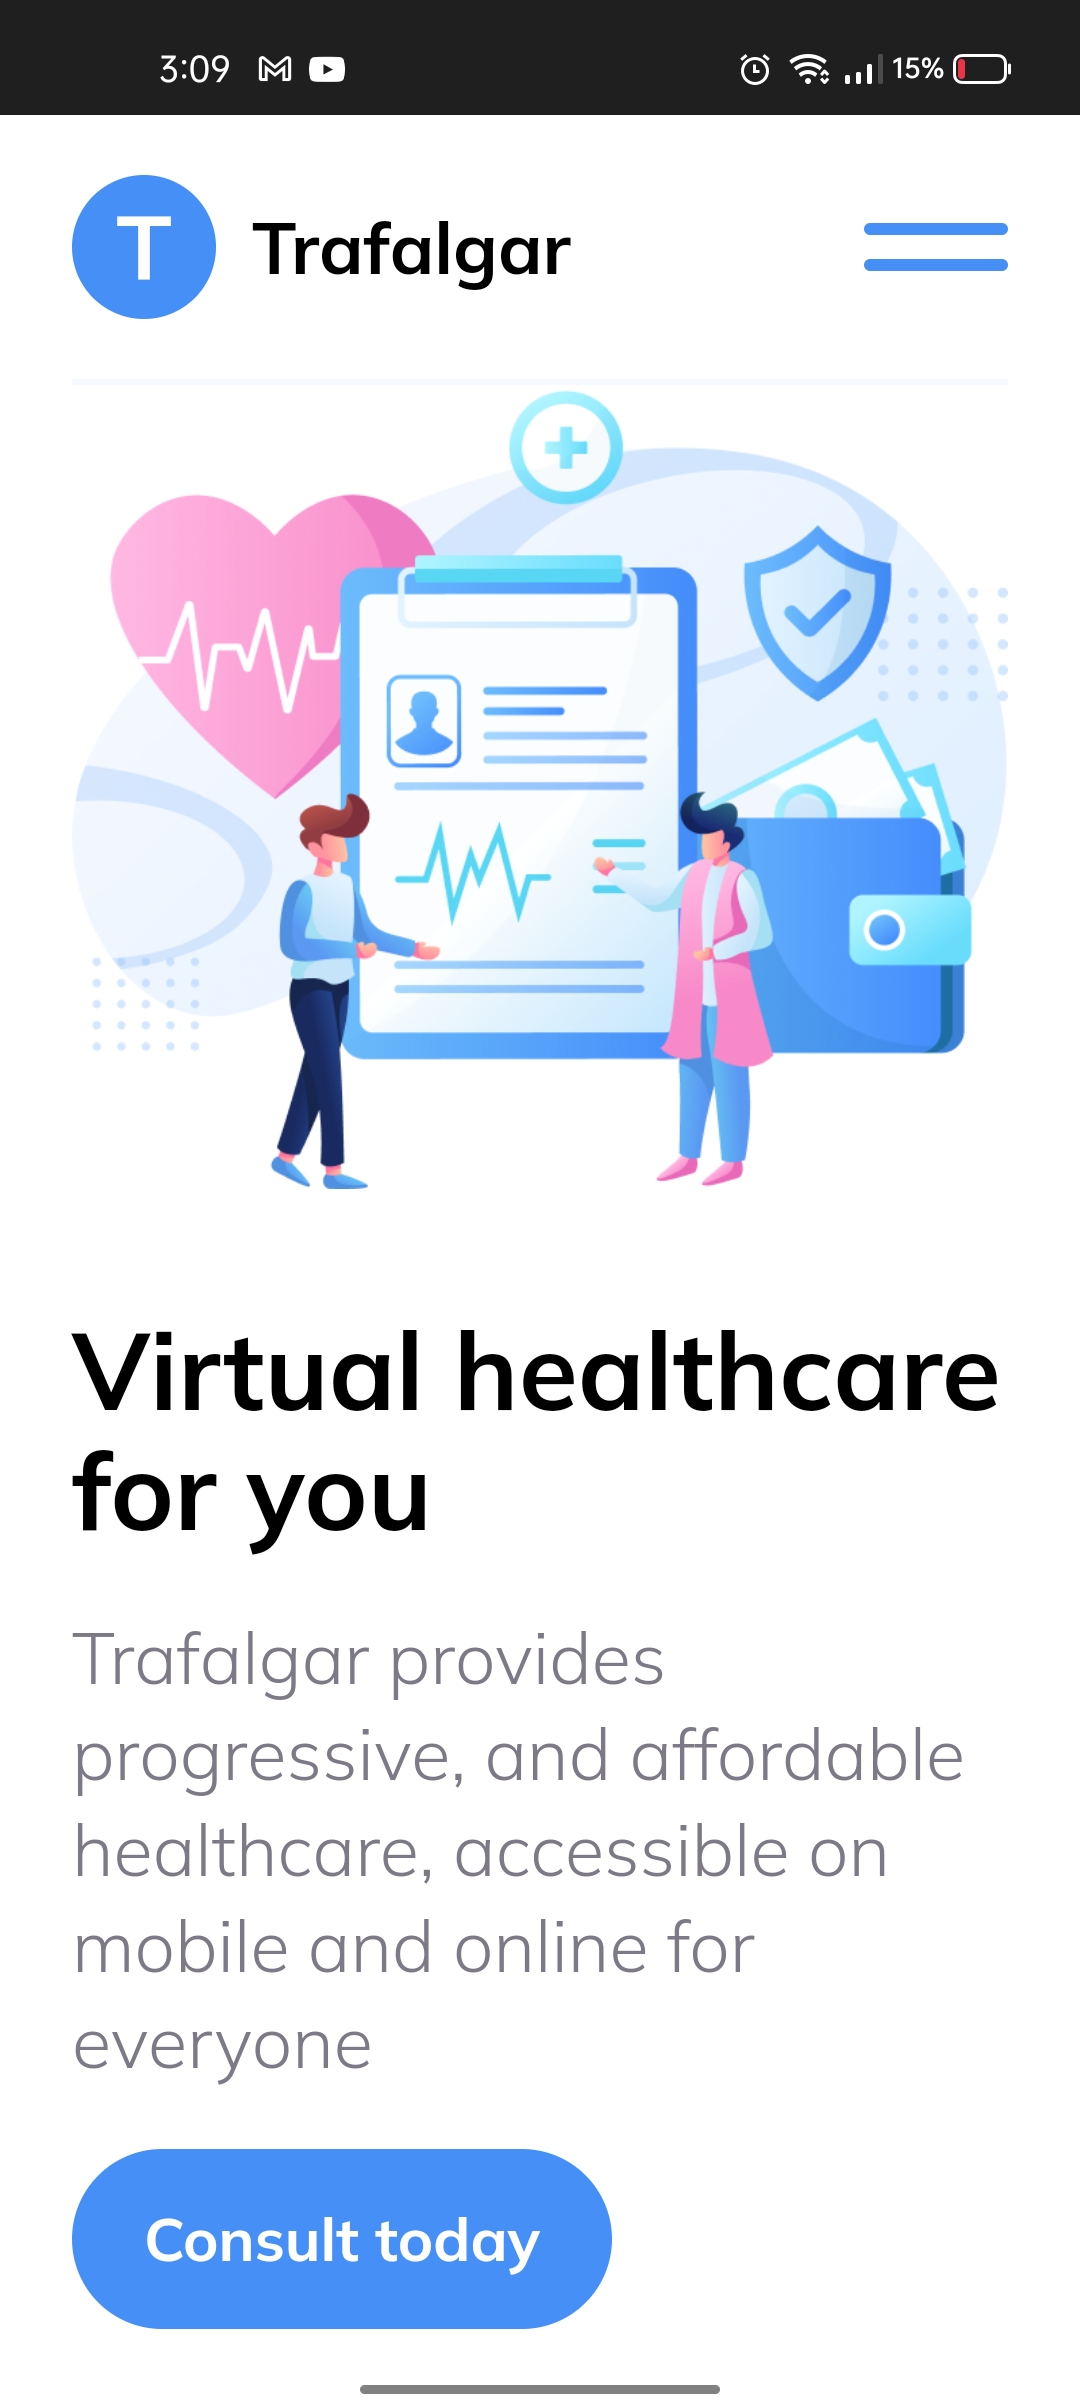 3:09 15%
T Trafalgar
Virtual healthcare
for you
Trafalgar provides
progressive, and affordable
healthcare, accessible on
mobile and online for
everyone
Consult today